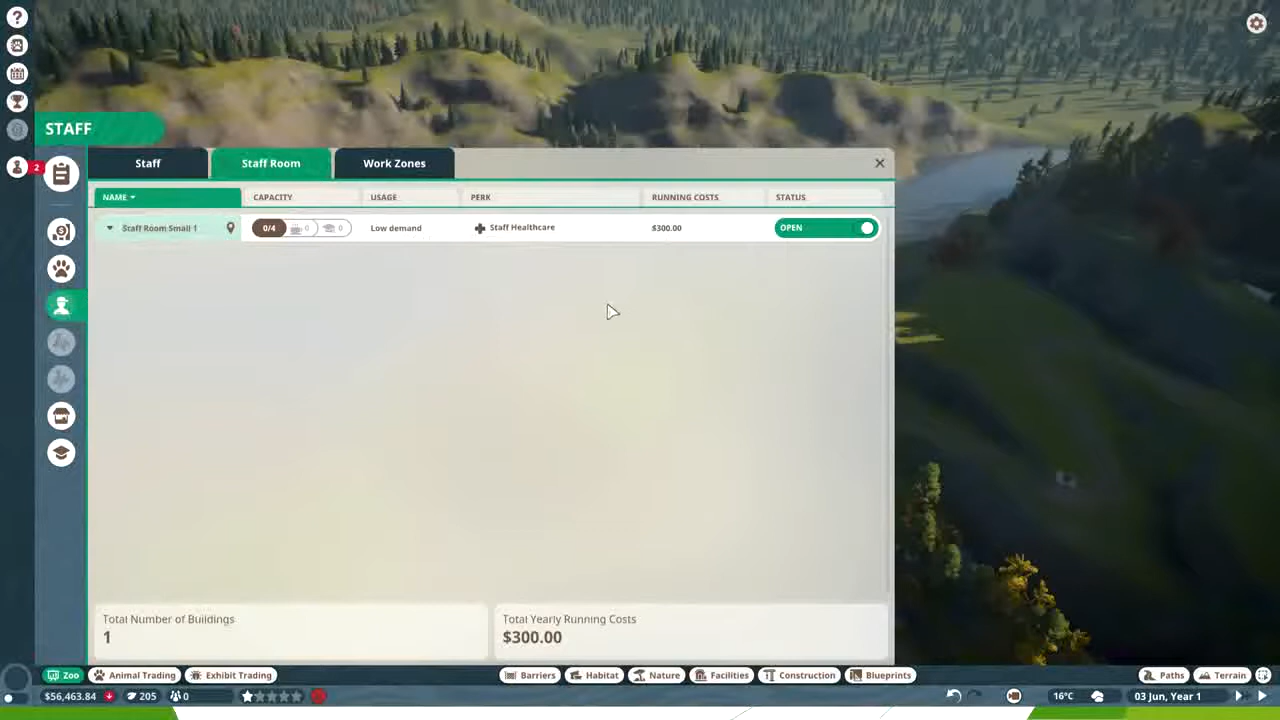 STAFF
2
Staff
Staff Room
Work Zones
NAME
CAPACITY
USAGE
PERK
RUNNING COSTS
STATUS
Staff Room Small 1
0/4
0
0
Low demand
Staff Healthcare
$300.00
OPEN
Total Number of Buildings
1
Total Yearly Running Costs
$300.00
Zoo
Animal Trading
Exhibit Trading
Barriers
Habitat
Nature
Facilities
Construction
Blueprints
Paths
Terrain
$56,463.84
205
0
16°C
03 Jun, Year 1